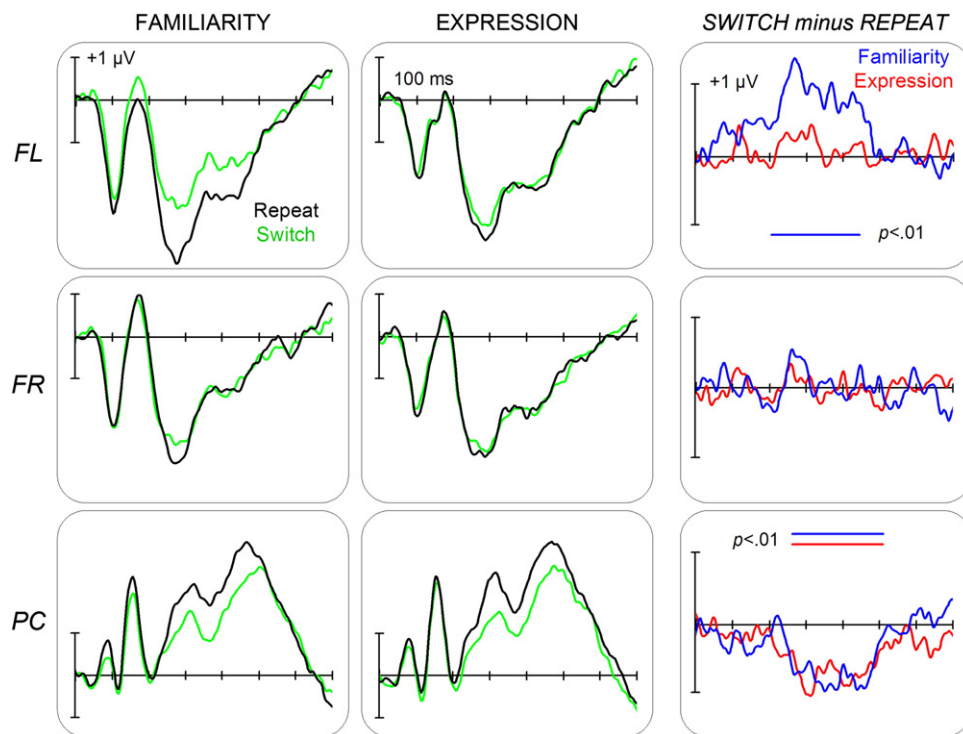 FAMILIARITY
EXPRESSION
SWITCH minus REPEAT
FL
+1 µV
Repeat
Switch
100 ms
+1 µV
Familiarity
Expression
p<.01
FR
PC
p<.01